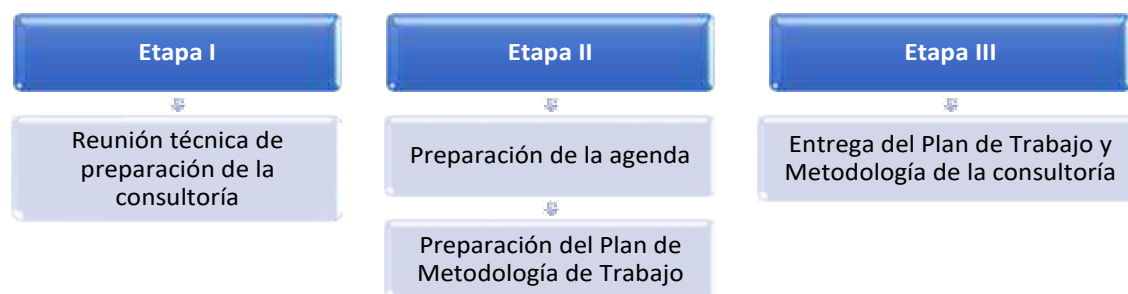 Etapa I
Reunión técnica de
preparación de la
consultoría
Etapa II
Preparación de la agenda
Preparación del Plan de
Metodología de Trabajo
Etapa III
Entrega del Plan de Trabajo y
Metodología de la consultoría